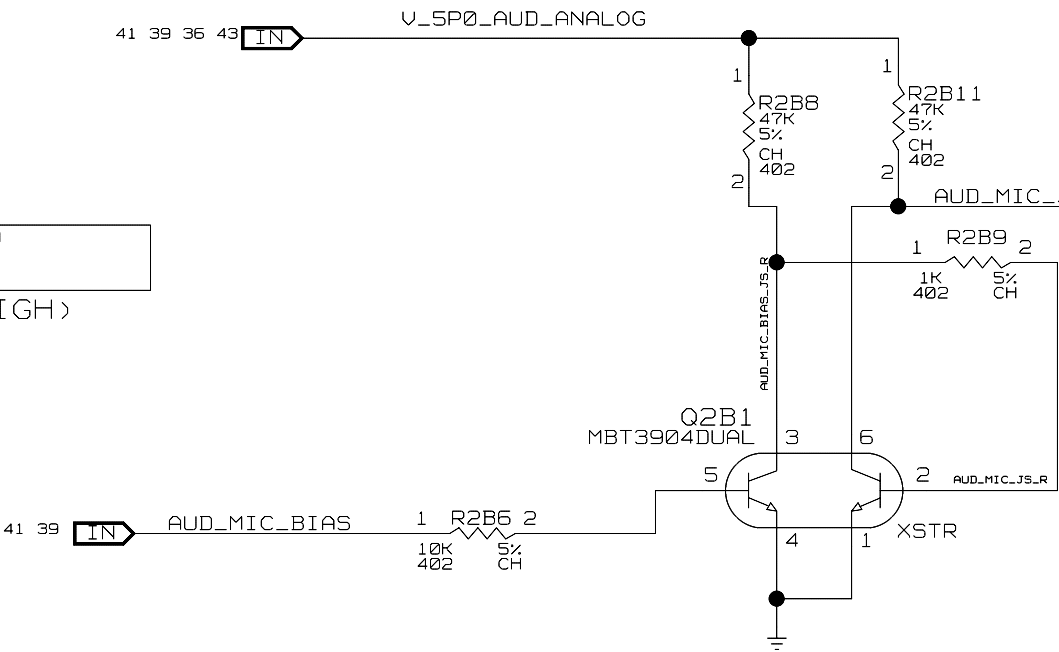 V_5P0_AUD_ANALOG
41 39 36 43 IN
1
1
R2B8
47K
5%
CH
402
2
R2B11
47K
5%
CH
402
2
AUD_MIC_
R2B9
1 2
1K 5%
402 CH
IGH)
AUD_MIC_BIAS_JS_R
Q2B1
MBT3904DUAL
3 6
5 2
AUD_MIC_JS_R
4 1
XSTR
41 39 IN
AUD_MIC_BIAS
1 R2B6 2
10K 5%
402 CH